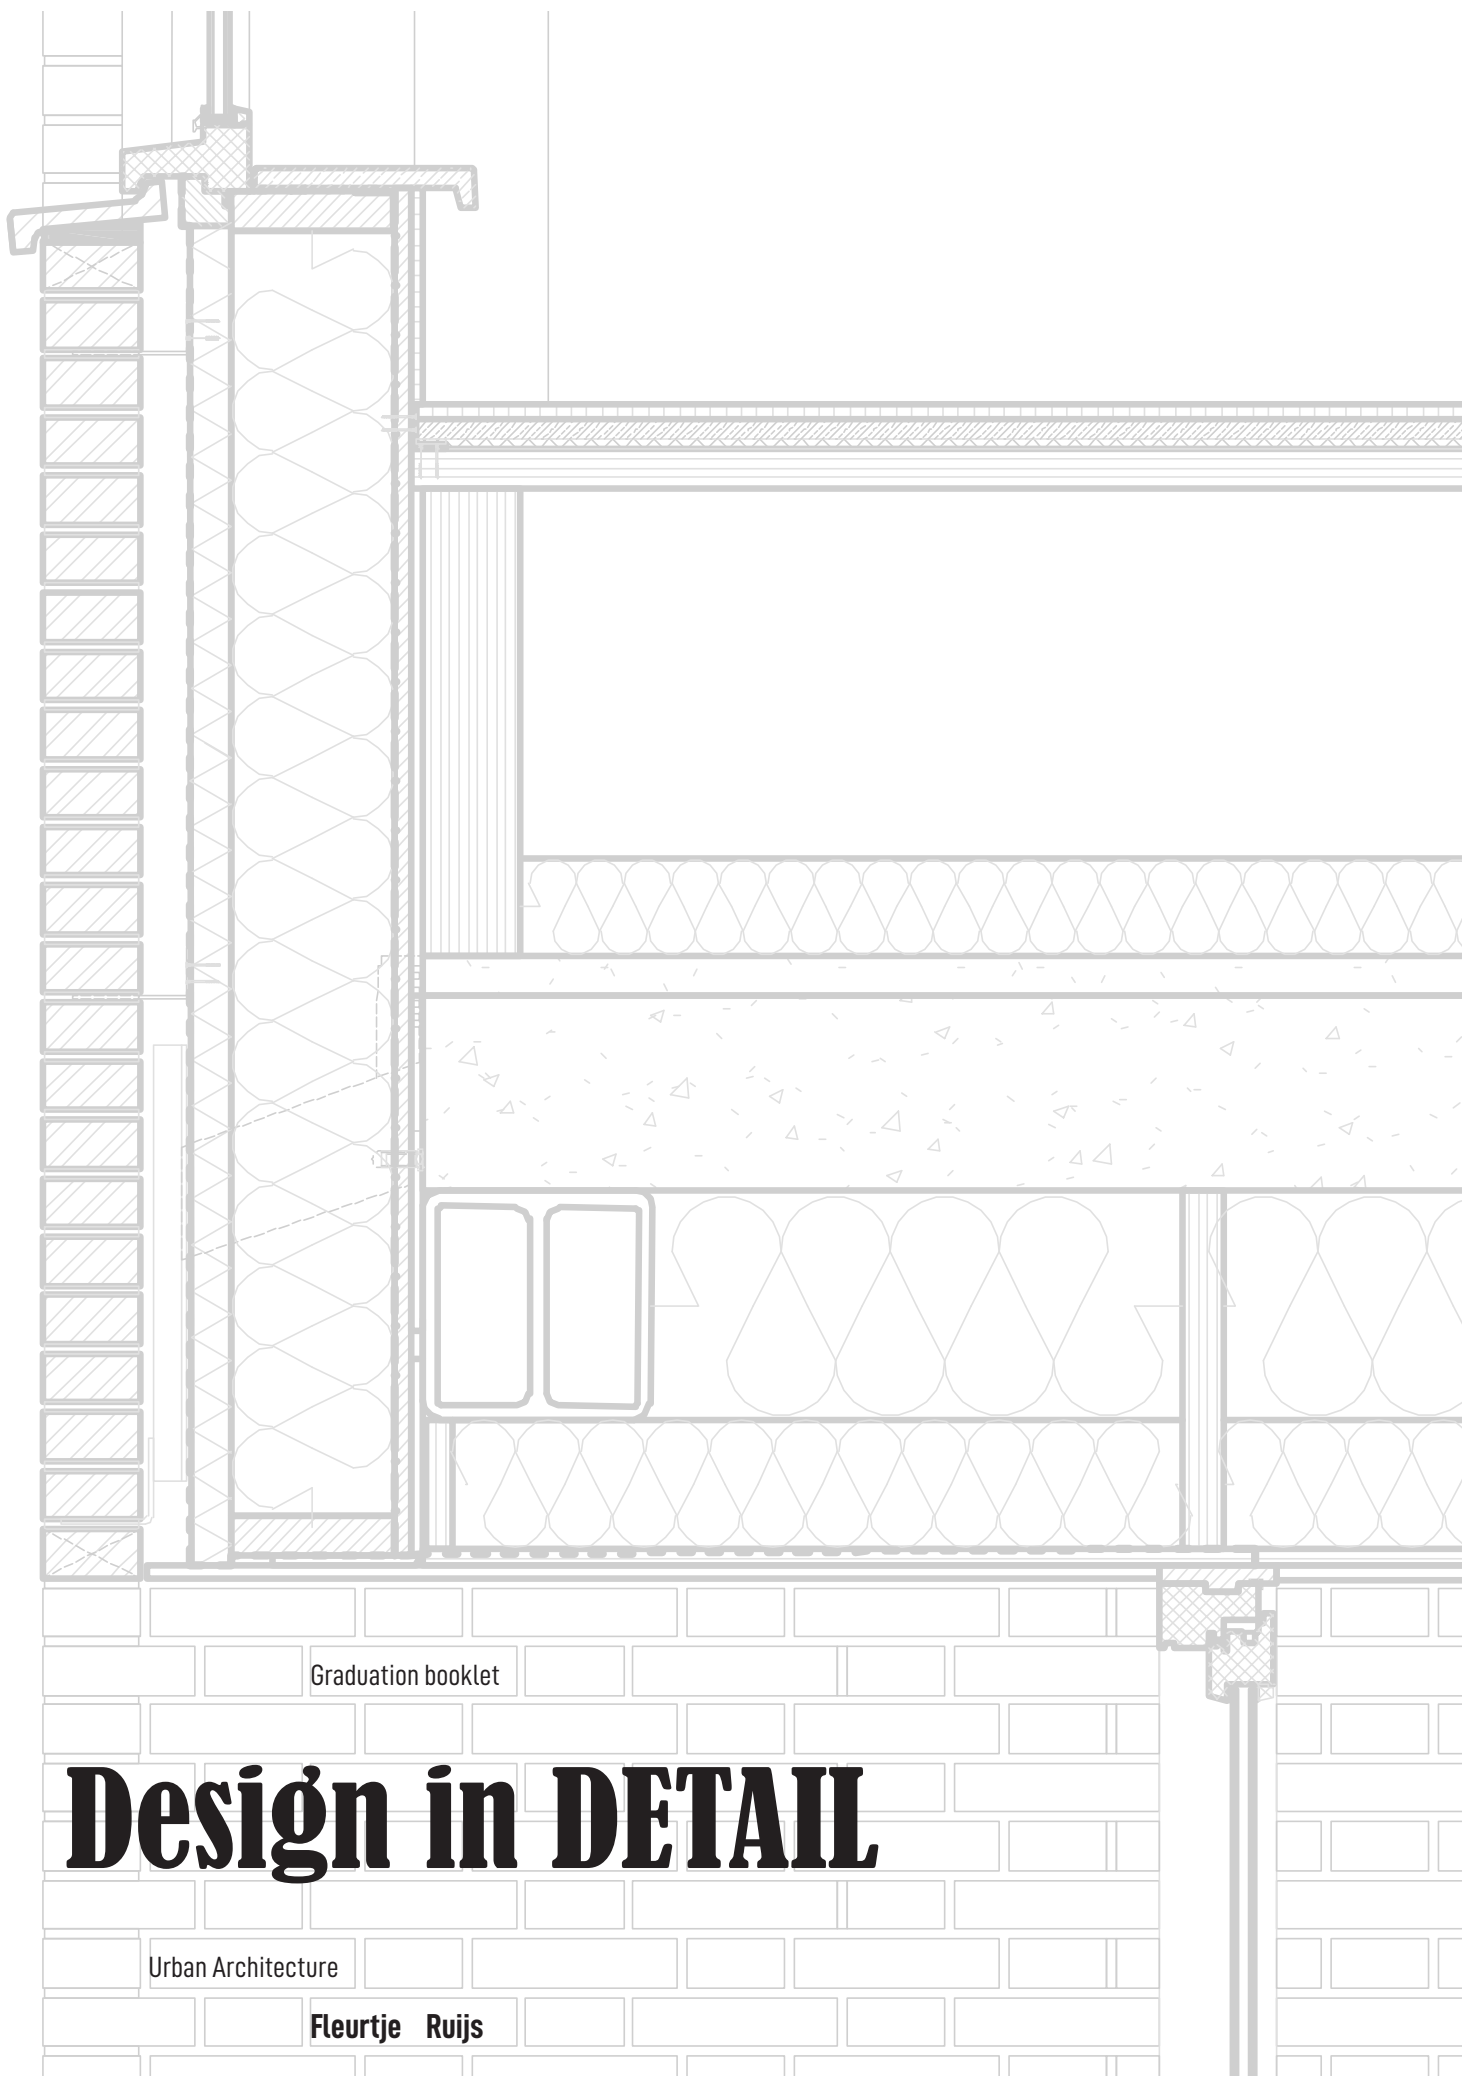 Graduation booklet
Design in DETAIL
Urban Architecture
Fleurtje Ruijs